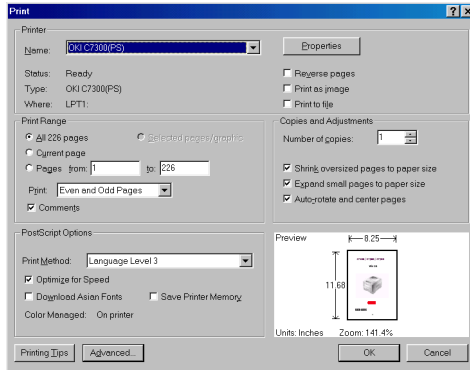 Print
Printer
Name:
OKI C7300(PS)
Properties
Status:
Ready
Type:
OKI C7300(PS)
Where:
LPT1:
Reverse pages
Print as image
Print to file
Print Range
All 226 pages
Selected pages/graphic
Current page
Pages from: 1 to: 226
Print: Even and Odd Pages
Comments
Copies and Adjustments
Number of copies: 1
Shrink oversized pages to paper size
Expand small pages to paper size
Auto-rotate and center pages
PostScript Options
Print Method: Language Level 3
Optimize for Speed
Download Asian Fonts
Save Printer Memory
Color Managed: On printer
Preview
8.25
11.68
Units: Inches Zoom: 141.4%
Printing Tips
Advanced...
OK
Cancel